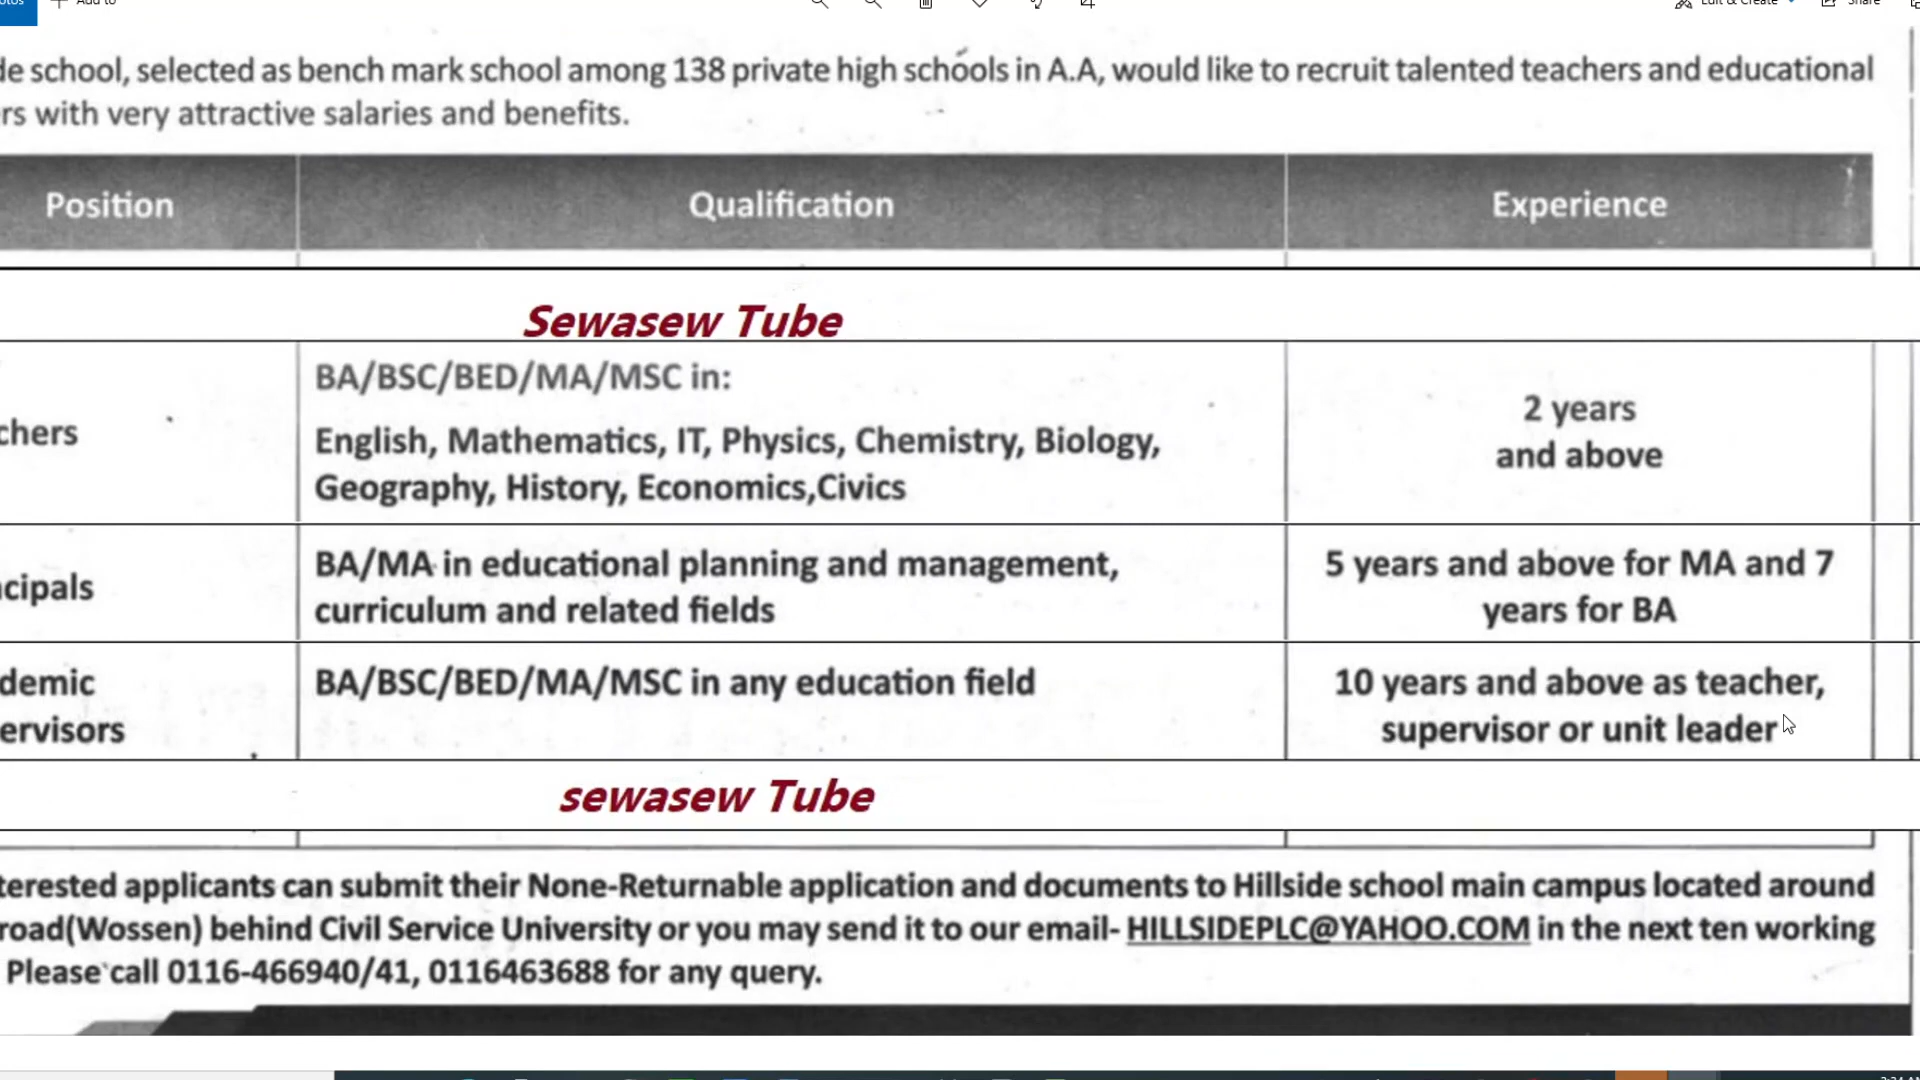 Add to
Edit & Create
Share
de school, selected as bench mark school among 138 private high schools in A.A, would like to recruit talented teachers and educational
rs with very attractive salaries and benefits.
Position Qualification Experience
Sewasew Tube
BA/BSC/BED/MA/MSC in:
English, Mathematics, IT, Physics, Chemistry, Biology,
Geography, History, Economics,Civics
chers
2 years
and above
cipals
BA/MA in educational planning and management,
curriculum and related fields
5 years and above for MA and 7
years for BA
demic
ervisors
BA/BSC/BED/MA/MSC in any education field
10 years and above as teacher,
supervisor or unit leader
sewasew Tube
terested applicants can submit their None-Returnable application and documents to Hillside school main campus located around
road(Wossen) behind Civil Service University or you may send it to our email- HILLSIDEPLC@YAHOO.COM in the next ten working
Please call 0116-466940/41, 0116463688 for any query.